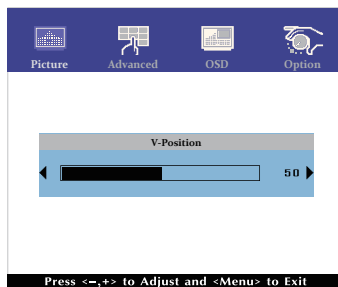 Picture Advanced OSD Option
V-Position
50
Press <–,+> to Adjust and <Menu> to Exit